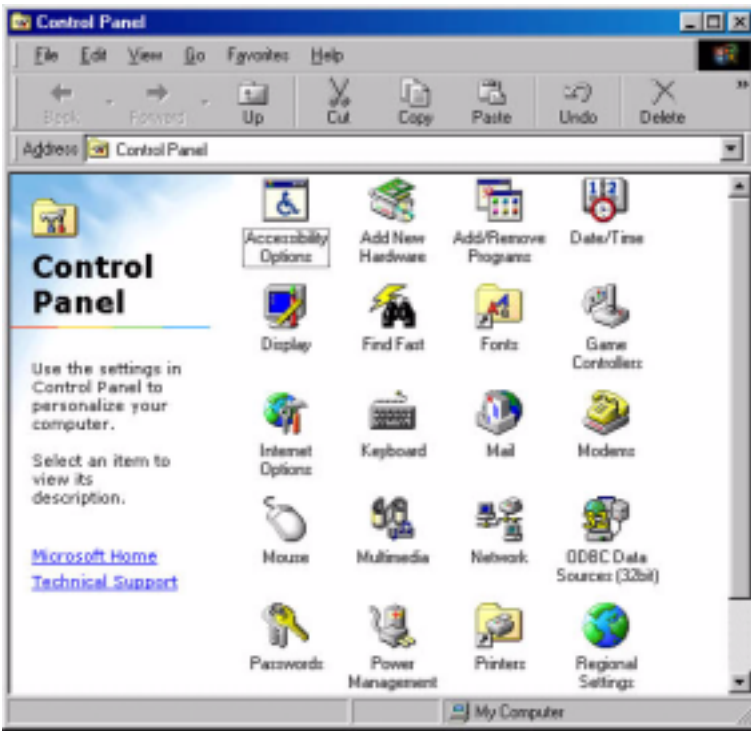 Control Panel
File Edit View Go Favorites Help
Back Forward Up Cut Copy Paste Undo Delete »
Address Control Panel
Control
Panel
Use the settings in
Control Panel to
personalize your
computer.
Select an item to
view its
description.
Microsoft Home
Technical Support
Accessibility
Options
Add New
Hardware
Add/Remove
Programs
Date/Time
Display
Find Fast
Fonts
Game
Controllers
Internet
Options
Keyboard
Mail
Modems
Mouse
Multimedia
Network
ODBC Data
Sources (32bit)
Passwords
Power
Management
Printers
Regional
Settings
My Computer